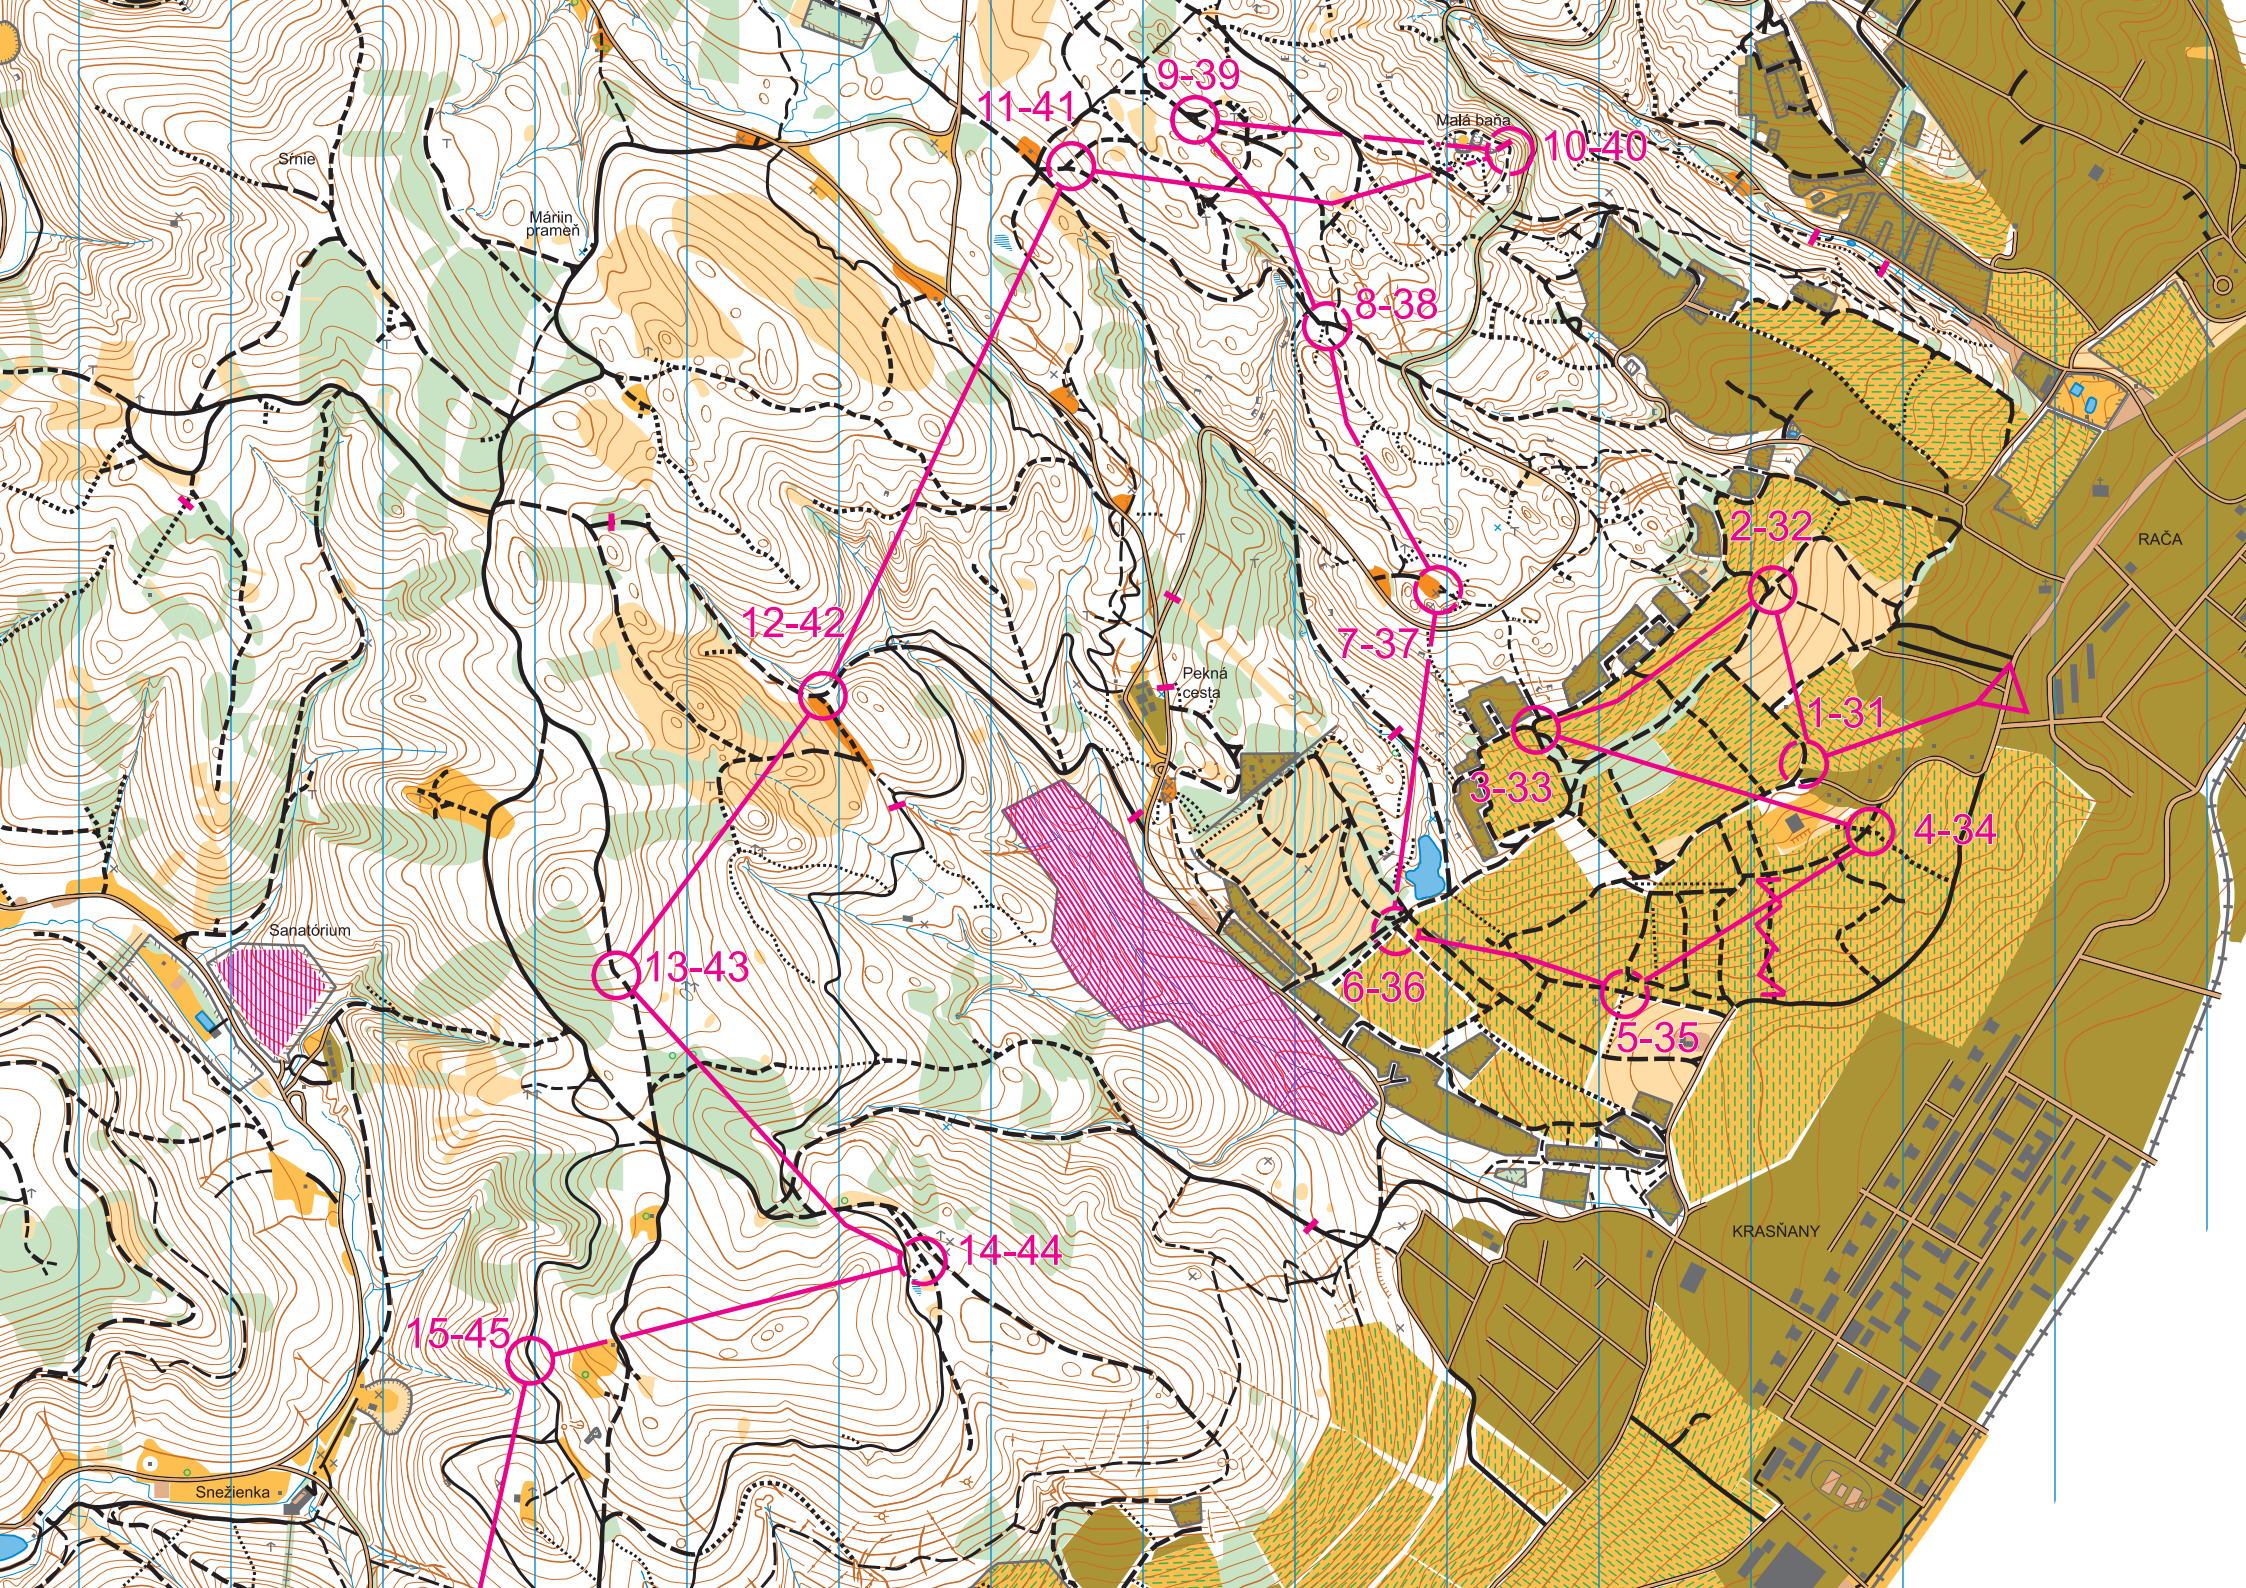 9-39
11-41
Malá baňa
10-40
Sŕnie
Máriin
prameň
8-38
2-32
RAČA
12-42
7-37
Pekná
cesta
1-31
3-33
4-34
Sanatórium
13-43
6-36
5-35
KRASŇANY
14-44
15-45
Snežienka